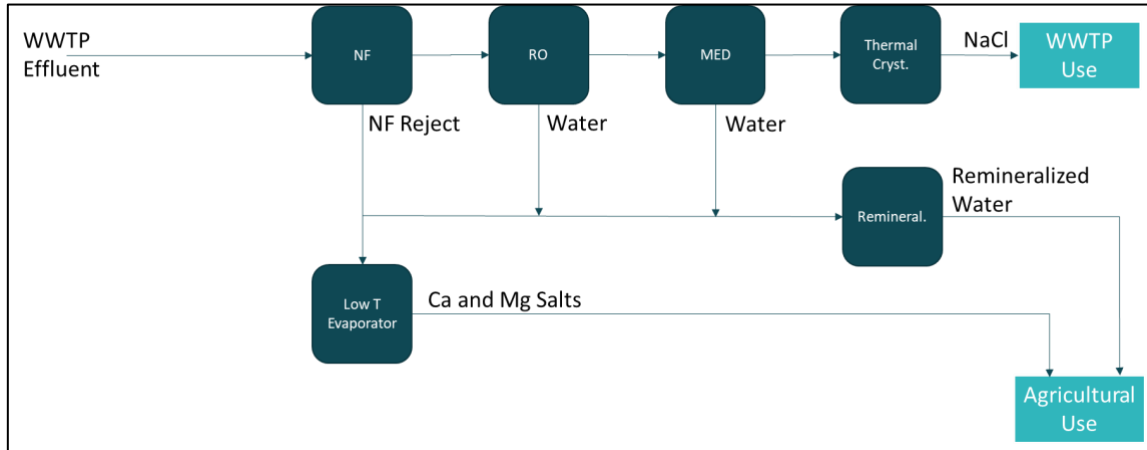 WWTP
Effluent
NF
RO
MED
Thermal
Cryst.
NaCl
WWTP
Use
NF Reject
Water
Water
Remineral.
Remineralized
Water
Low T
Evaporator
Ca and Mg Salts
Agricultural
Use